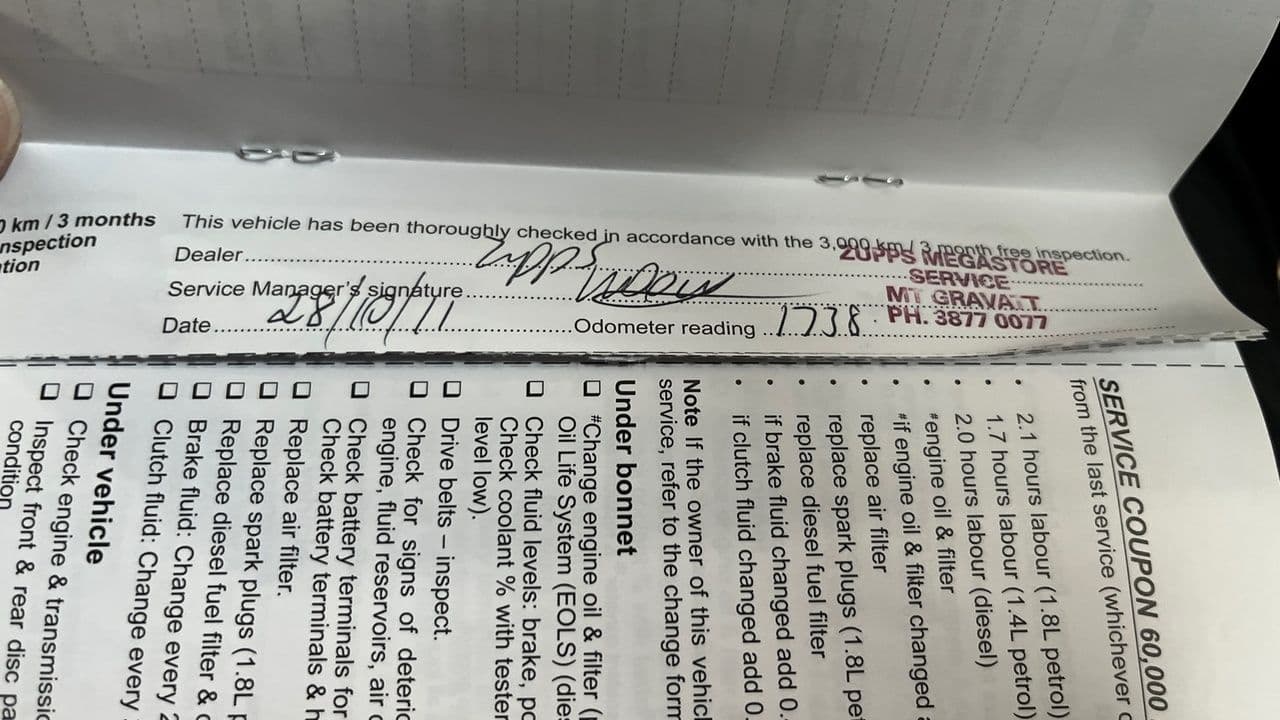 0 km / 3 months
nspection
tion
This vehicle has been thoroughly checked in accordance with the 3,000 km / 3 month free inspection.
Dealer Zupps
Service Manager's signature
Date 28/10/11 Odometer reading 1738
ZUPPS MEGASTORE
SERVICE
MT GRAVATT
PH. 3877 0077
SERVICE COUPON 60,000
from the last service (whichever
• 2.1 hours labour (1.8L petrol)
• 1.7 hours labour (1.4L petrol)
• 2.0 hours labour (diesel)
• #engine oil & filter
• #if engine oil & filter changed
• replace air filter
• replace spark plugs (1.8L pe
• replace diesel fuel filter
• if brake fluid changed add 0.
• if clutch fluid changed add 0.
Note If the owner of this vehicl
service, refer to the change form
Under bonnet
☐ #Change engine oil & filter (
Oil Life System (EOLS) (die
☐ Check fluid levels: brake, po
Check coolant % with tester
level low).
☐ Drive belts – inspect.
☐ Check for signs of deterio
engine, fluid reservoirs, air
☐ Check battery terminals for
Check battery terminals & h
☐ Replace air filter.
☐ Replace spark plugs (1.8L p
☐ Replace diesel fuel filter &
☐ Brake fluid: Change every 2
☐ Clutch fluid: Change every
Under vehicle
☐ Check engine & transmissio
☐ Inspect front & rear disc pa
condition